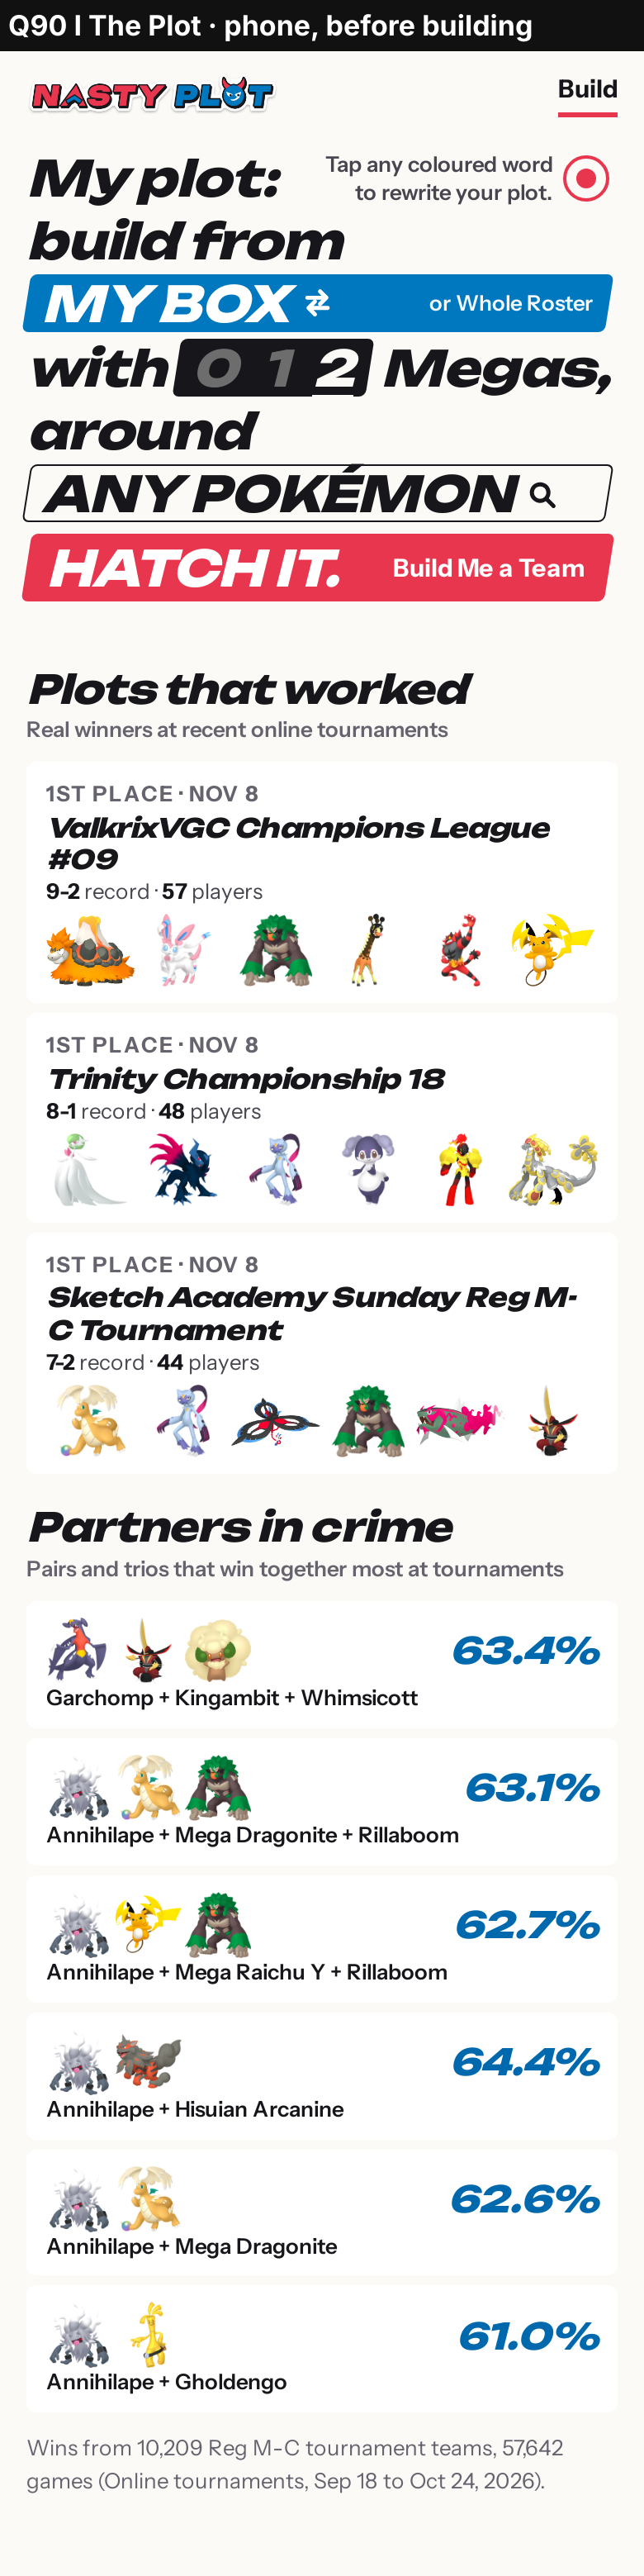 Q90 I The Plot · phone, before building
NASTY PLOT
Build
My plot:
Tap any coloured word
to rewrite your plot.
build from
MY BOX
or Whole Roster
with 0 1 2 Megas,
around
ANY POKÉMON
HATCH IT.
Build Me a Team
Plots that worked
Real winners at recent online tournaments
1ST PLACE · NOV 8
ValkrixVGC Champions League
#09
9-2 record · 57 players
1ST PLACE · NOV 8
Trinity Championship 18
8-1 record · 48 players
1ST PLACE · NOV 8
Sketch Academy Sunday Reg M-
C Tournament
7-2 record · 44 players
Partners in crime
Pairs and trios that win together most at tournaments
63.4%
Garchomp + Kingambit + Whimsicott
63.1%
Annihilape + Mega Dragonite + Rillaboom
62.7%
Annihilape + Mega Raichu Y + Rillaboom
64.4%
Annihilape + Hisuian Arcanine
62.6%
Annihilape + Mega Dragonite
61.0%
Annihilape + Gholdengo
Wins from 10,209 Reg M-C tournament teams, 57,642
games (Online tournaments, Sep 18 to Oct 24, 2026).